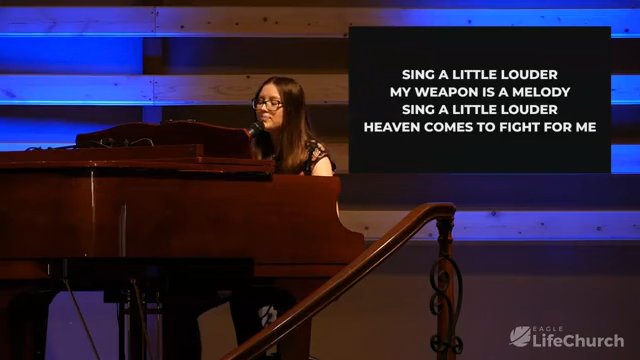 SING A LITTLE LOUDER
MY WEAPON IS A MELODY
SING A LITTLE LOUDER
HEAVEN COMES TO FIGHT FOR ME
EAGLE
LifeChurch